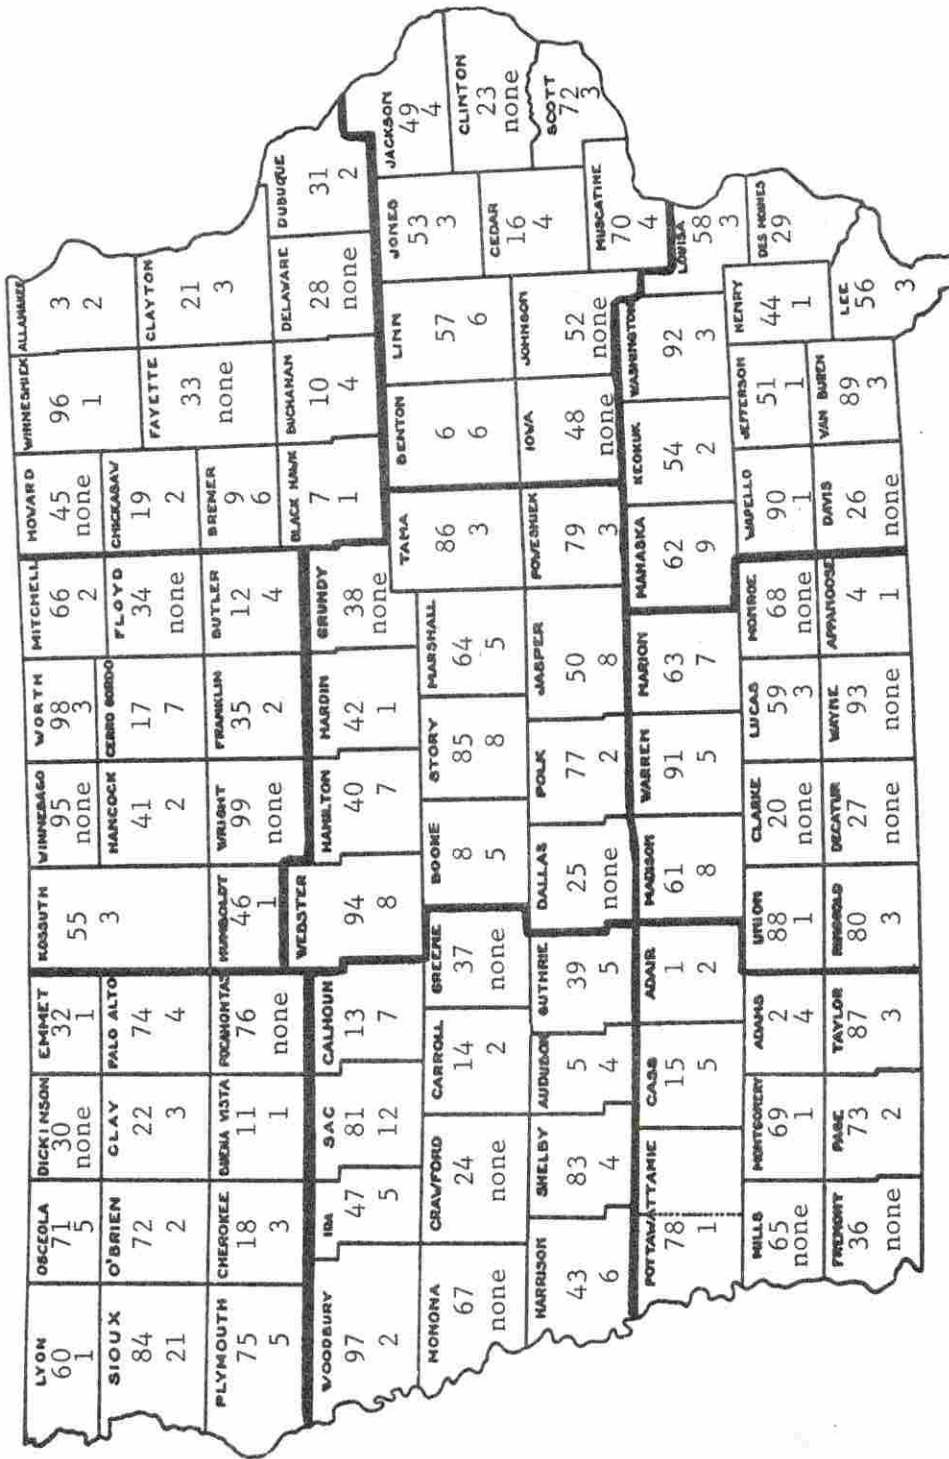 LYON
60
1
OSCEOLA
71
5
DICKINSON
30
none
EMMET
32
1
KOSSUTH
55
3
WINNEBAGO
95
none
WORTH
98
3
MITCHELL
66
2
HOWARD
45
none
WINNESHIEK
96
1
ALLAMAKEE
3
2
SIOUX
84
21
O'BRIEN
72
2
CLAY
22
3
PALO ALTO
74
4
HANCOCK
41
2
CERRO GORDO
17
7
FLOYD
34
none
CHICKASAW
19
2
FAYETTE
33
none
CLAYTON
21
3
PLYMOUTH
75
5
CHEROKEE
18
3
BUENA VISTA
11
1
POCAHONTAS
76
none
HUMBOLDT
46
1
WRIGHT
99
none
FRANKLIN
35
2
BUTLER
12
4
BREMER
9
6
BLACK HAWK
7
1
BUCHANAN
10
4
DELAWARE
28
none
DUBUQUE
31
2
WOODBURY
97
2
IDA
47
5
SAC
81
12
CALHOUN
13
7
WEBSTER
94
8
HAMILTON
40
7
HARDIN
42
1
GRUNDY
38
none
TAMA
86
3
BENTON
6
6
LINN
57
6
JONES
53
3
JACKSON
49
4
MONONA
67
none
CRAWFORD
24
none
CARROLL
14
2
GREENE
37
none
BOONE
8
5
STORY
85
8
MARSHALL
64
5
CEDAR
16
4
CLINTON
23
none
HARRISON
43
6
SHELBY
83
4
AUDUBON
5
4
GUTHRIE
39
5
DALLAS
25
none
POLK
77
2
JASPER
50
8
POWESHIEK
79
3
IOWA
48
none
JOHNSON
52
none
MUSCATINE
70
4
SCOTT
72
3
POTTAWATTAMIE
78
1
CASS
15
5
ADAIR
1
2
MADISON
61
8
WARREN
91
5
MARION
63
7
MAHASKA
62
9
KEOKUK
54
2
WASHINGTON
92
3
LOUISA
58
3
MILLS
65
none
MONTGOMERY
69
1
ADAMS
2
4
UNION
88
1
CLARKE
20
none
LUCAS
59
3
MONROE
68
none
WAPELLO
90
1
JEFFERSON
51
1
HENRY
44
1
DES MOINES
29
FREMONT
36
none
PAGE
73
2
TAYLOR
87
3
RINGGOLD
80
3
DECATUR
27
none
WAYNE
93
none
APPANOOSE
4
1
DAVIS
26
none
VAN BUREN
89
3
LEE
56
3